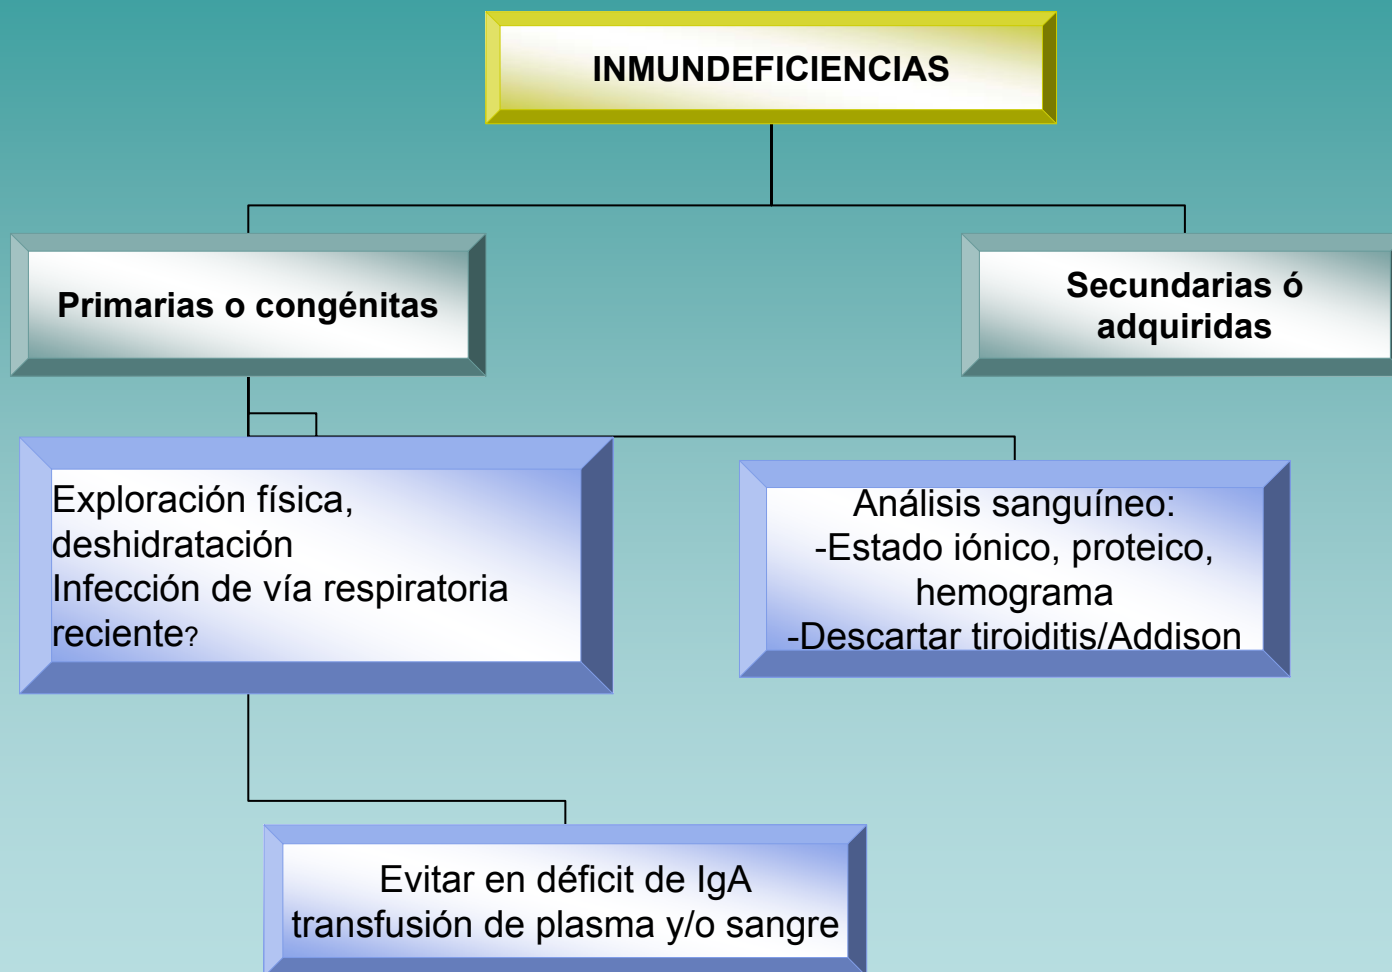 INMUNDEFICIENCIAS
Primarias o congénitas
Secundarias ó
adquiridas
Exploración física,
deshidratación
Infección de vía respiratoria
reciente?
Análisis sanguíneo:
-Estado iónico, proteico,
hemograma
-Descartar tiroiditis/Addison
Evitar en déficit de IgA
transfusión de plasma y/o sangre